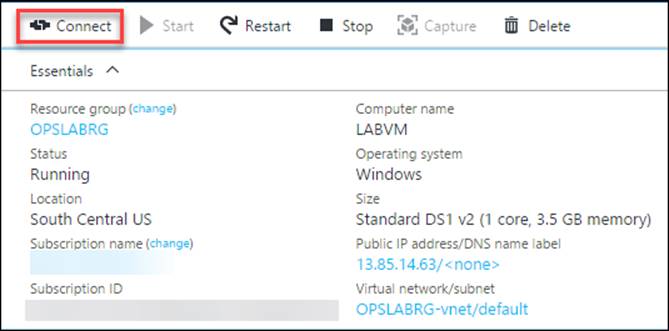 Connect Start Restart Stop Capture Delete
Essentials
Resource group (change)
OPSLABRG
Status
Running
Location
South Central US
Subscription name (change)
Subscription ID
Computer name
LABVM
Operating system
Windows
Size
Standard DS1 v2 (1 core, 3.5 GB memory)
Public IP address/DNS name label
13.85.14.63/<none>
Virtual network/subnet
OPSLABRG-vnet/default